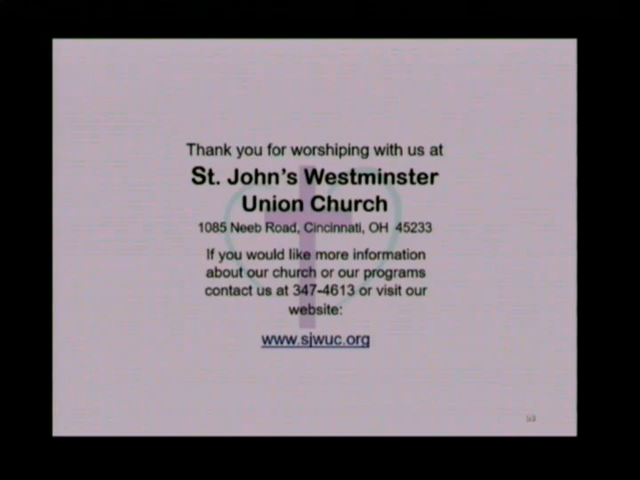 Thank you for worshiping with us at
St. John's Westminster
Union Church
1085 Neeb Road, Cincinnati, OH 45233
If you would like more information
about our church or our programs
contact us at 347-4613 or visit our
website:
www.sjwuc.org